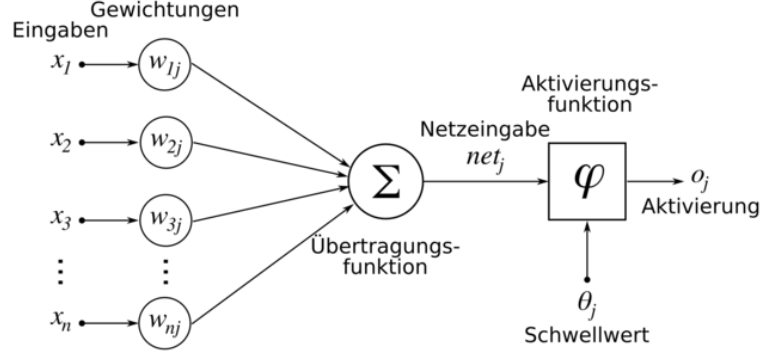 Gewichtungen
Eingaben
x₁ w₁ⱼ
x₂ w₂ⱼ
x₃ w₃ⱼ
⋮ ⋮
xₙ wₙⱼ
Σ
Übertragungs-
funktion
Netzeingabe
netⱼ
Aktivierungs-
funktion
φ
oⱼ
Aktivierung
θⱼ
Schwellwert